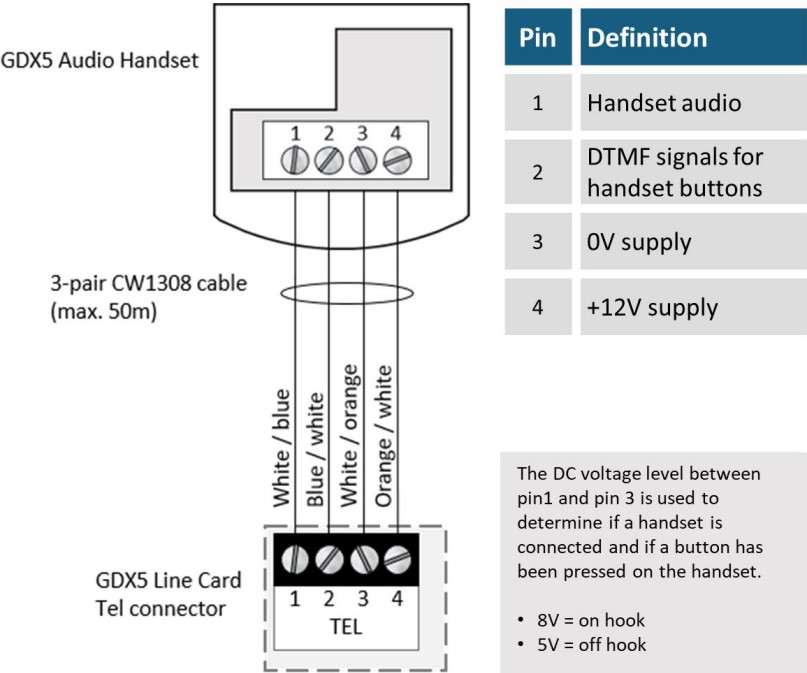 GDX5 Audio Handset
1 2 3 4
3-pair CW1308 cable
(max. 50m)
White / blue
Blue / white
White / orange
Orange / white
GDX5 Line Card
Tel connector
1 2 3 4
TEL
Pin Definition
1 Handset audio
2 DTMF signals for
handset buttons
3 0V supply
4 +12V supply
The DC voltage level between
pin1 and pin 3 is used to
determine if a handset is
connected and if a button has
been pressed on the handset.
• 8V = on hook
• 5V = off hook